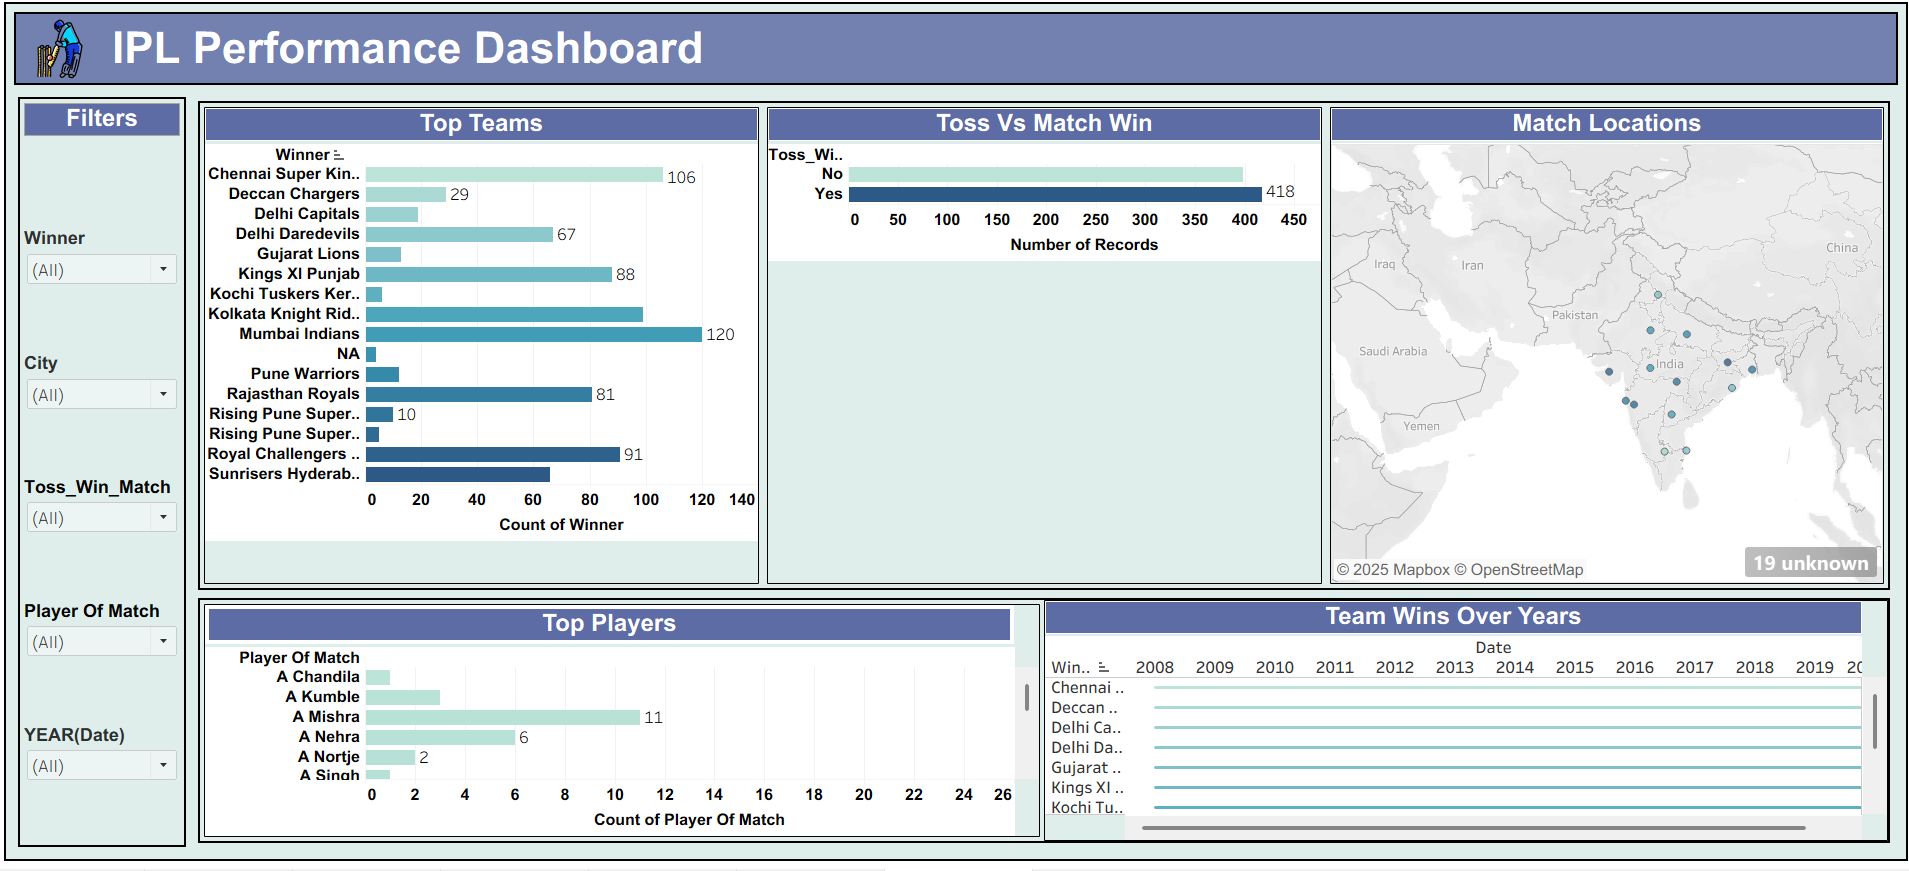 IPL Performance Dashboard
Filters
Winner
(All)
City
(All)
Toss_Win_Match
(All)
Player Of Match
(All)
YEAR(Date)
(All)
Top Teams
Winner
Chennai Super Kin.. 106
Deccan Chargers 29
Delhi Capitals
Delhi Daredevils 67
Gujarat Lions
Kings XI Punjab 88
Kochi Tuskers Ker..
Kolkata Knight Rid..
Mumbai Indians 120
NA
Pune Warriors
Rajasthan Royals 81
Rising Pune Super.. 10
Rising Pune Super..
Royal Challengers .. 91
Sunrisers Hyderab..
0 20 40 60 80 100 120 140
Count of Winner
Toss Vs Match Win
Toss_Wi..
No
Yes 418
0 50 100 150 200 250 300 350 400 450
Number of Records
Match Locations
China
Iraq
Iran
Pakistan
Saudi Arabia
India
Yemen
© 2025 Mapbox © OpenStreetMap
19 unknown
Top Players
Player Of Match
A Chandila
A Kumble
A Mishra 11
A Nehra 6
A Nortje 2
A Singh
0 2 4 6 8 10 12 14 16 18 20 22 24 26
Count of Player Of Match
Team Wins Over Years
Date
Win.. 2008 2009 2010 2011 2012 2013 2014 2015 2016 2017 2018 2019 20
Chennai ..
Deccan ..
Delhi Ca..
Delhi Da..
Gujarat ..
Kings XI ..
Kochi Tu..